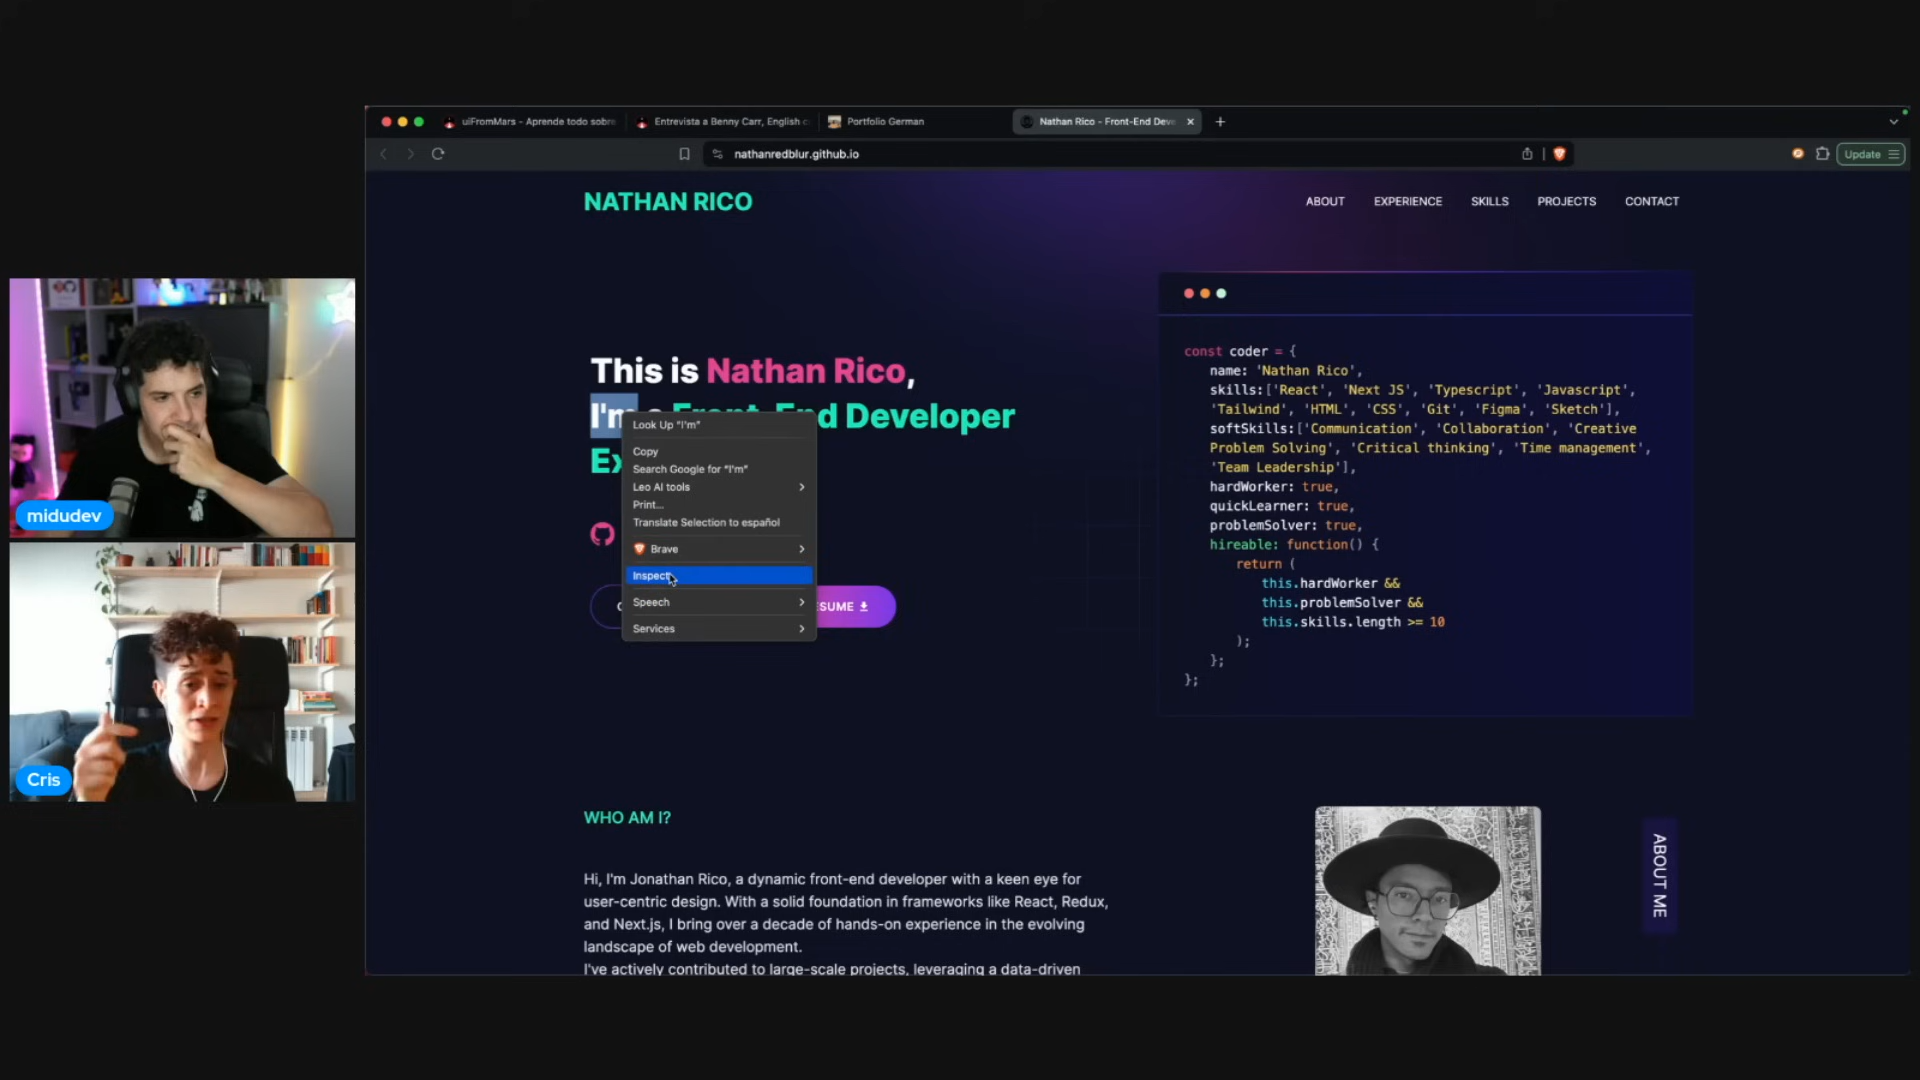 uiFromMars - Aprende todo sobre
Entrevista a Benny Carr, English c
Portfolio German
Nathan Rico - Front-End Deve
nathanredblur.github.io
Update
NATHAN RICO
ABOUT
EXPERIENCE
SKILLS
PROJECTS
CONTACT
This is Nathan Rico,
I'm a Front-End Developer
Ex
Look Up "I'm"
Copy
Search Google for "I'm"
Leo AI tools
Print...
Translate Selection to español
Brave
Inspect
Speech
Services
SUME
const coder = {
name: 'Nathan Rico',
skills:['React', 'Next JS', 'Typescript', 'Javascript',
'Tailwind', 'HTML', 'CSS', 'Git', 'Figma', 'Sketch'],
softSkills:['Communication', 'Collaboration', 'Creative
Problem Solving', 'Critical thinking', 'Time management',
'Team Leadership'],
hardWorker: true,
quickLearner: true,
problemSolver: true,
hireable: function() {
return (
this.hardWorker &&
this.problemSolver &&
this.skills.length >= 10
);
};
};
midudev
Cris
WHO AM I?
Hi, I'm Jonathan Rico, a dynamic front-end developer with a keen eye for
user-centric design. With a solid foundation in frameworks like React, Redux,
and Next.js, I bring over a decade of hands-on experience in the evolving
landscape of web development.
I've actively contributed to large-scale projects, leveraging a data-driven
ABOUT ME